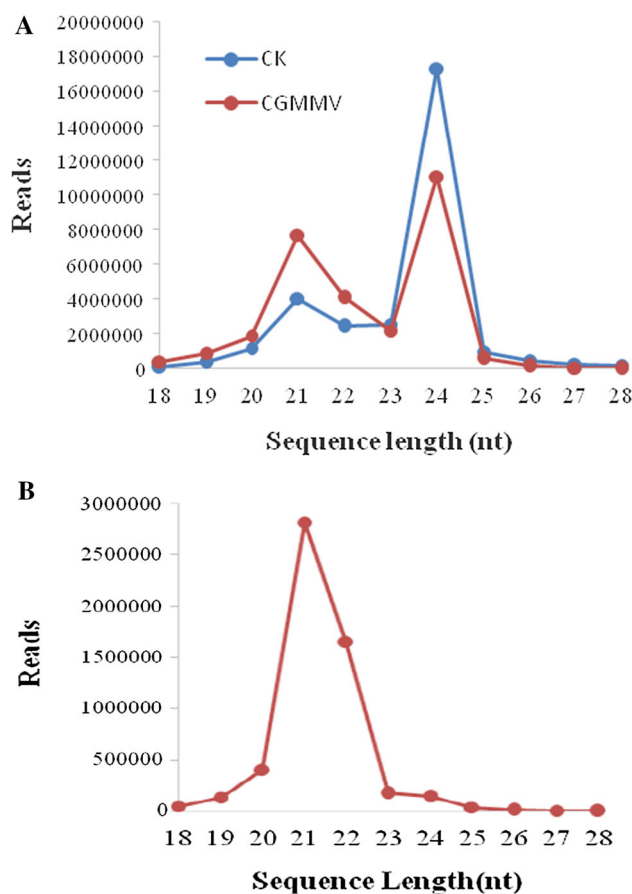 A
20000000
18000000
16000000
14000000
12000000
10000000
8000000
6000000
4000000
2000000
0
Reads
CK
CGMMV
18 19 20 21 22 23 24 25 26 27 28
Sequence length (nt)
B
3000000
2500000
2000000
1500000
1000000
500000
0
Reads
18 19 20 21 22 23 24 25 26 27 28
Sequence Length(nt)